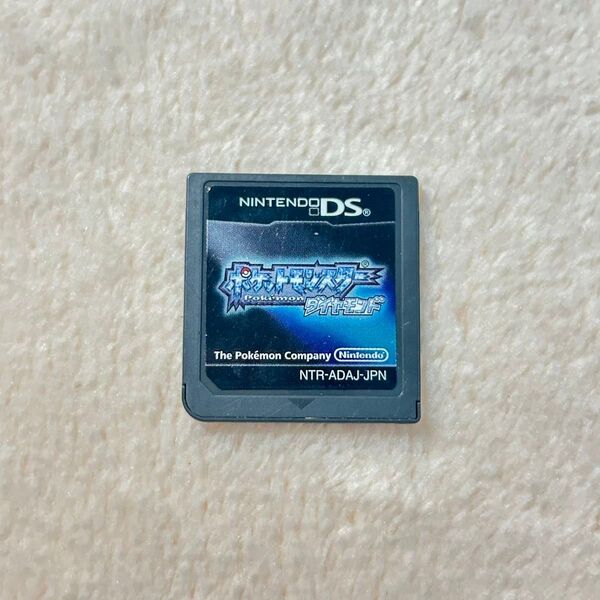 NINTENDO DS®
ポケットモンスター®
Pokémon
ダイヤモンド
The Pokémon Company Nintendo
NTR-ADAJ-JPN